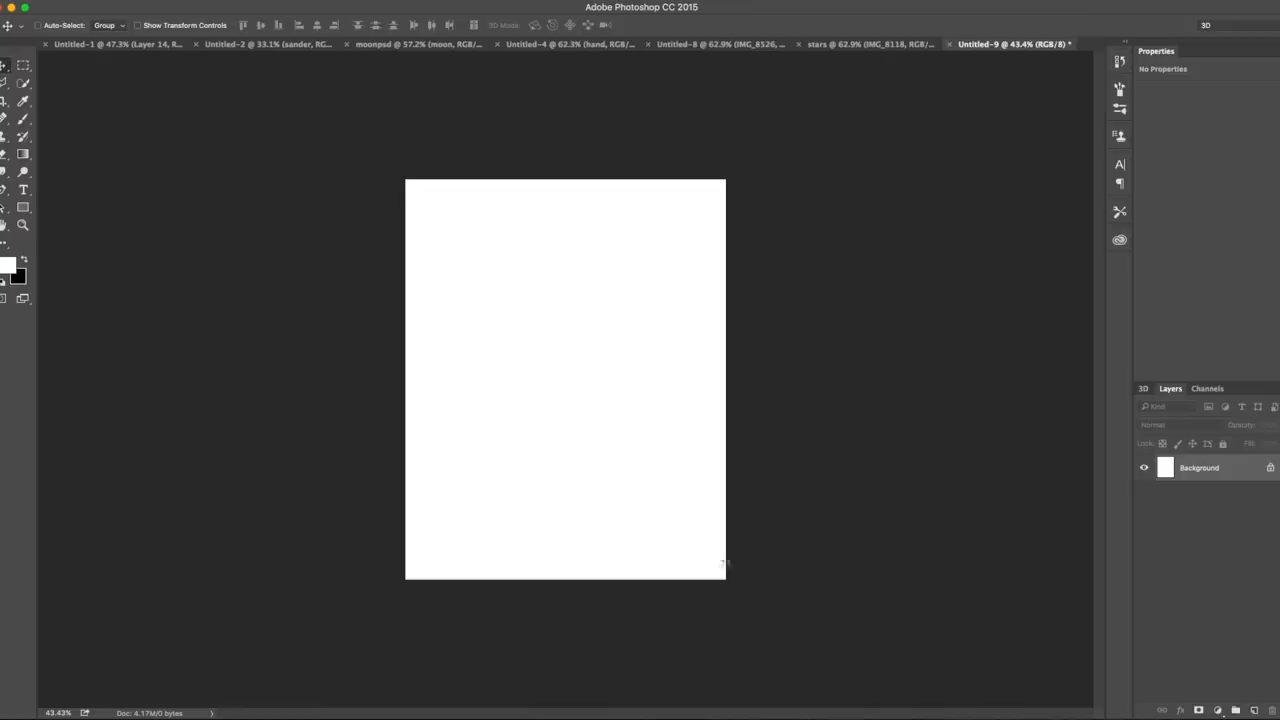 Adobe Photoshop CC 2015
Auto-Select: Group Show Transform Controls 3D Mode: 3D
Untitled-1 @ 47.3% (Layer 14, R... Untitled-2 @ 33.1% (sander, RG... moonpsd @ 57.2% (moon, RGB/... Untitled-4 @ 62.3% (hand, RGB/... Untitled-8 @ 62.9% (IMG_8526, ... stars @ 62.9% (IMG_8118, RGB/... Untitled-9 @ 43.4% (RGB/8) *
Properties
No Properties
3D Layers Channels
Kind
Normal Opacity:
Lock: Fill:
Background
43.43% Doc: 4.17M/0 bytes